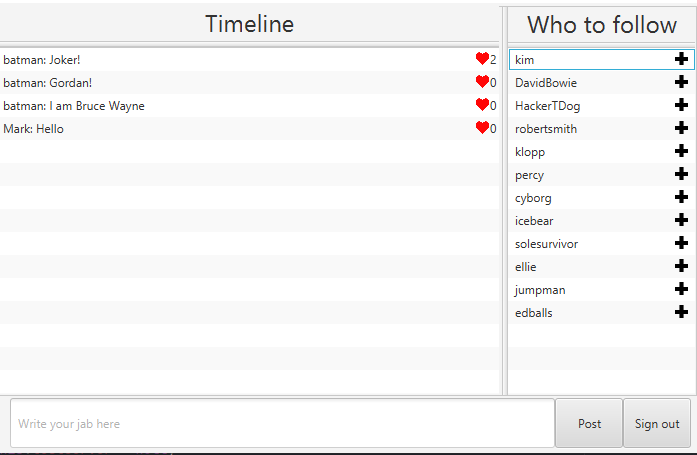 Timeline
batman: Joker! 2
batman: Gordan! 0
batman: I am Bruce Wayne 0
Mark: Hello 0
Who to follow
kim
DavidBowie
HackerTDog
robertsmith
klopp
percy
cyborg
icebear
solesurvivor
ellie
jumpman
edballs
Write your jab here
Post
Sign out